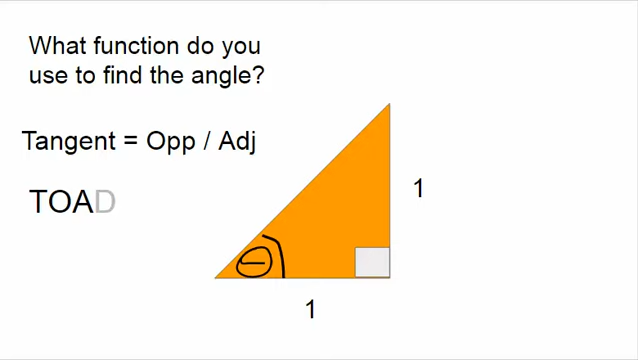 What function do you
use to find the angle?
Tangent = Opp / Adj
TOAD
1
Θ
1